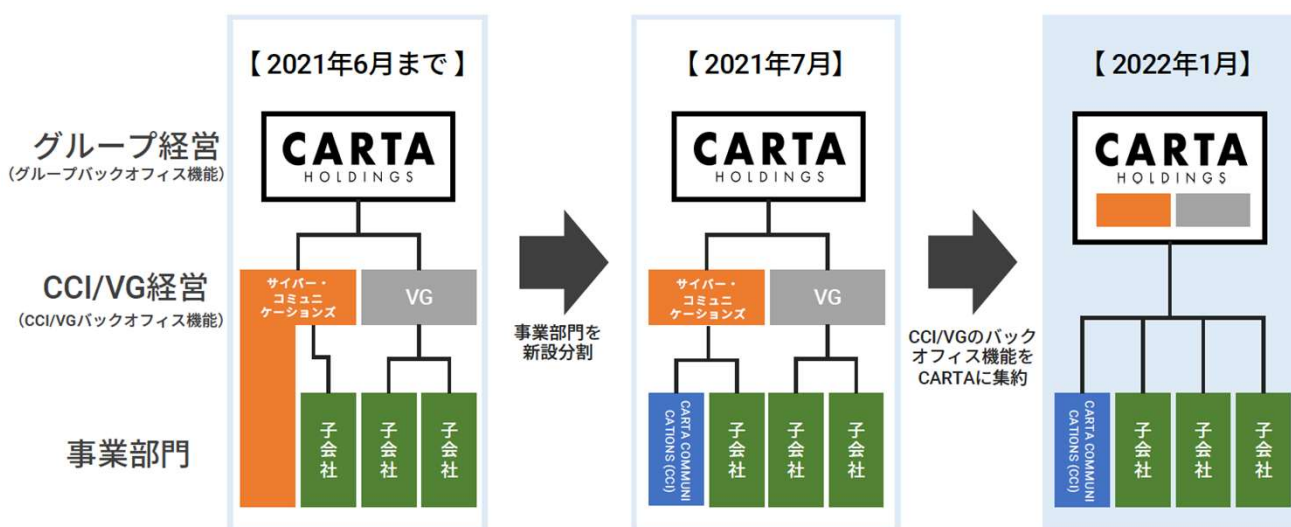 【 2021年6月まで 】
【 2021年7月】
【 2022年1月】
グループ経営
（グループバックオフィス機能）
CARTA
HOLDINGS
CARTA
HOLDINGS
CARTA
HOLDINGS
CCI/VG経営
（CCI/VGバックオフィス機能）
サイバー・
コミュニ
ケーションズ
VG
事業部門を
新設分割
サイバー・
コミュニ
ケーションズ
VG
CCI/VGのバック
オフィス機能を
CARTAに集約
事業部門
子会社
子会社
子会社
CARTA COMMUNI
CATIONS (CCI)
子会社
子会社
子会社
CARTA COMMUNI
CATIONS (CCI)
子会社
子会社
子会社